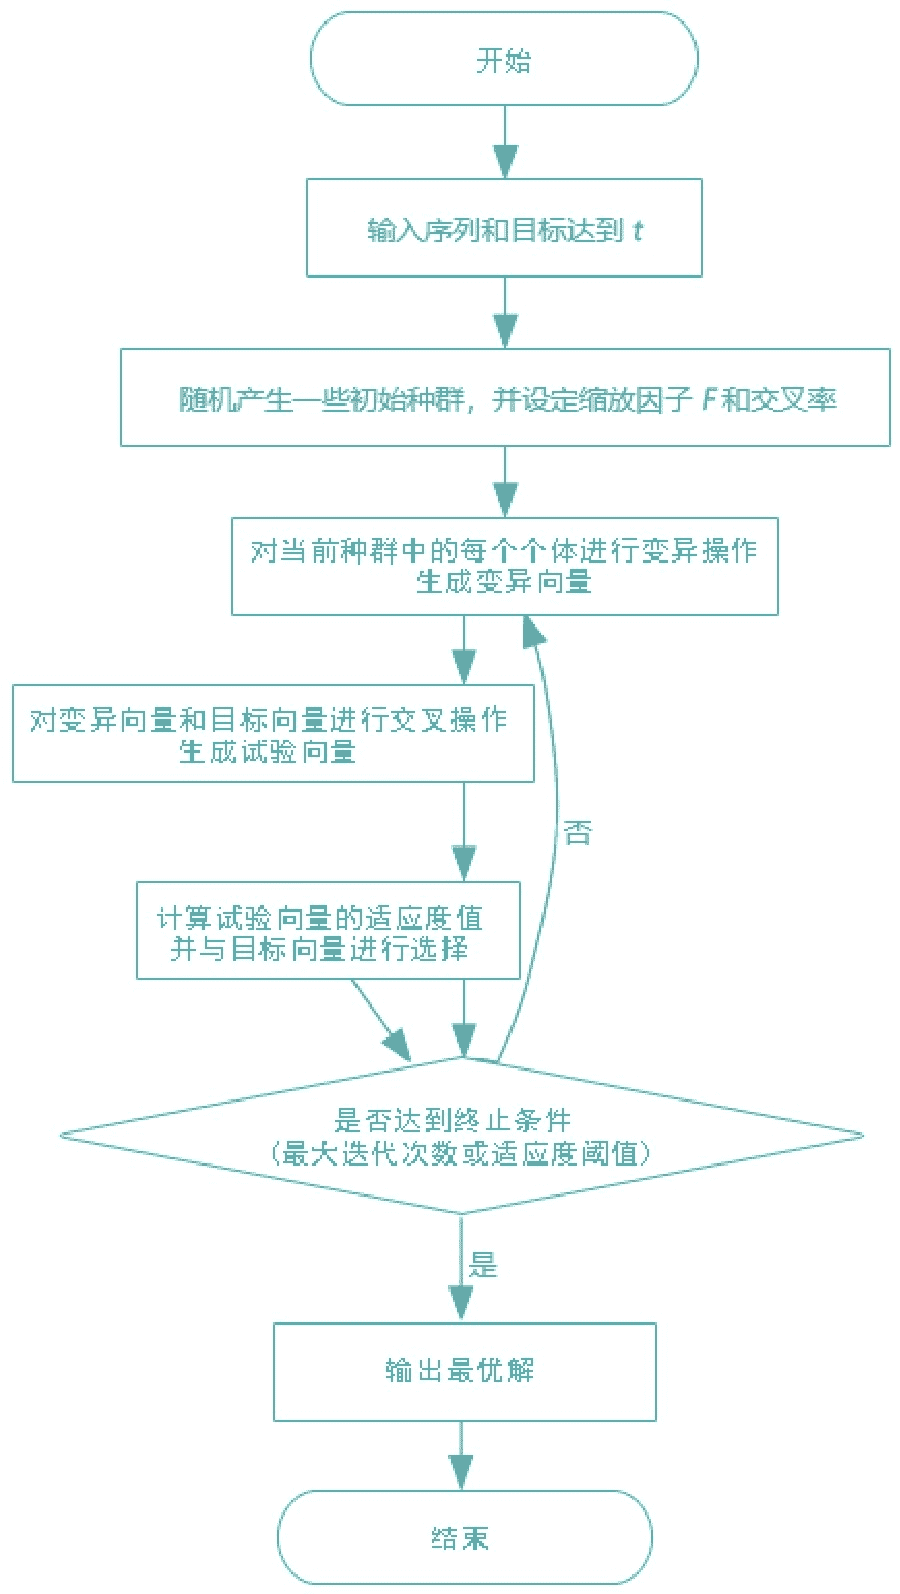 开始
输入序列和目标达到 t
随机产生一些初始种群，并设定缩放因子 F 和交叉率
对当前种群中的每个个体进行变异操作
生成变异向量
对变异向量和目标向量进行交叉操作
生成试验向量
否
计算试验向量的适应度值
并与目标向量进行选择
是否达到终止条件
(最大迭代次数或适应度阈值)
是
输出最优解
结束